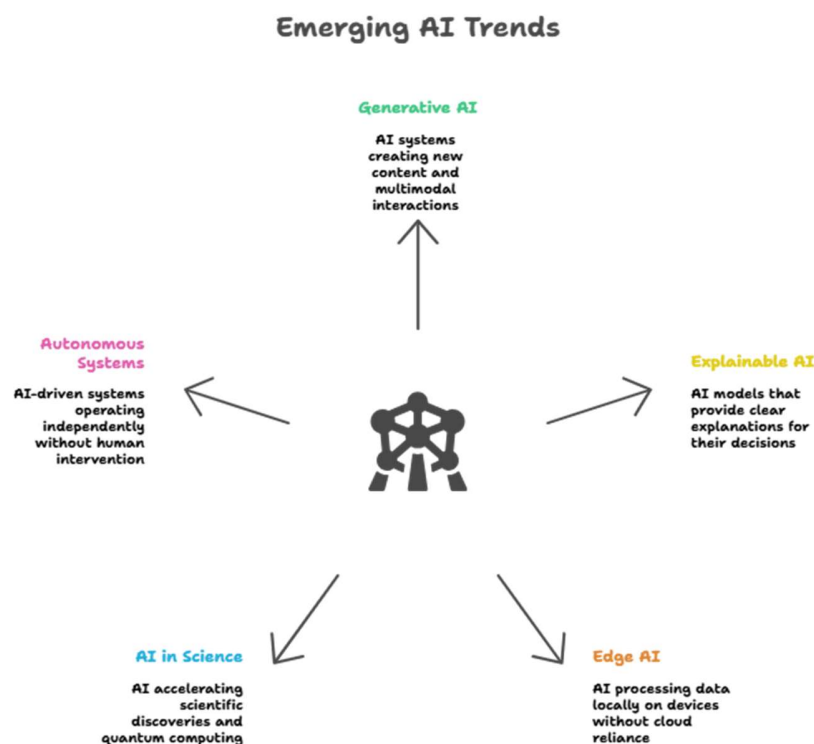 Emerging AI Trends
Generative AI
AI systems
creating new
content and
multimodal
interactions
Autonomous
Systems
AI-driven systems
operating
independently
without human
intervention
Explainable AI
AI models that
provide clear
explanations for
their decisions
AI in Science
AI accelerating
scientific
discoveries and
quantum computing
Edge AI
AI processing data
locally on devices
without cloud
reliance